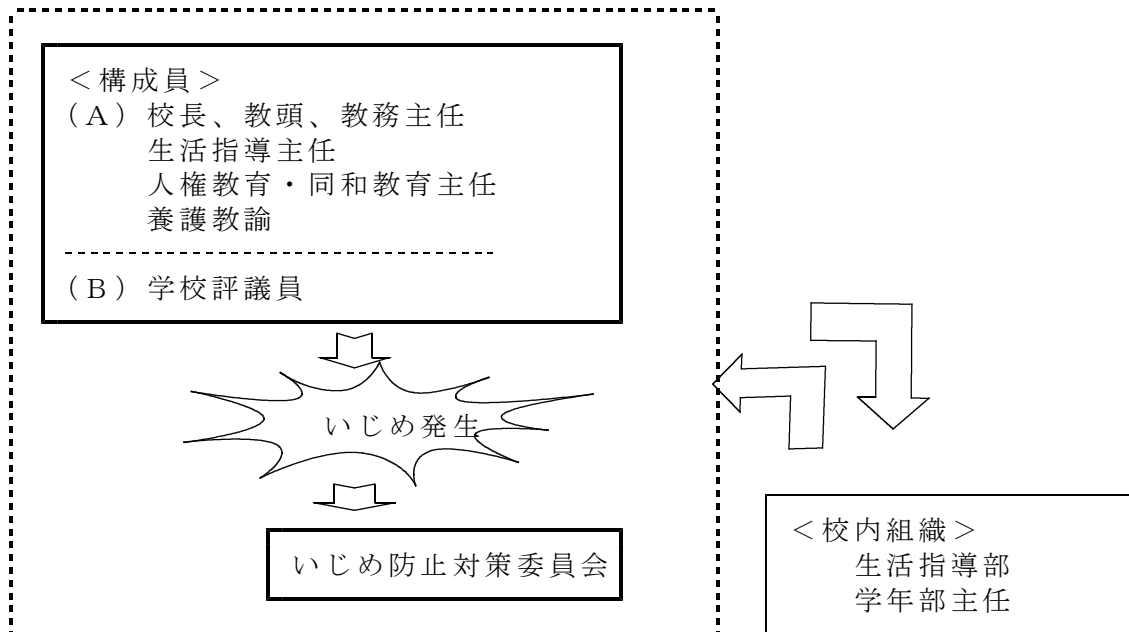 <構成員>
(A)校長、教頭、教務主任
生活指導主任
人権教育・同和教育主任
養護教諭
(B)学校評議員
いじめ発生
いじめ防止対策委員会
<校内組織>
生活指導部
学年部主任